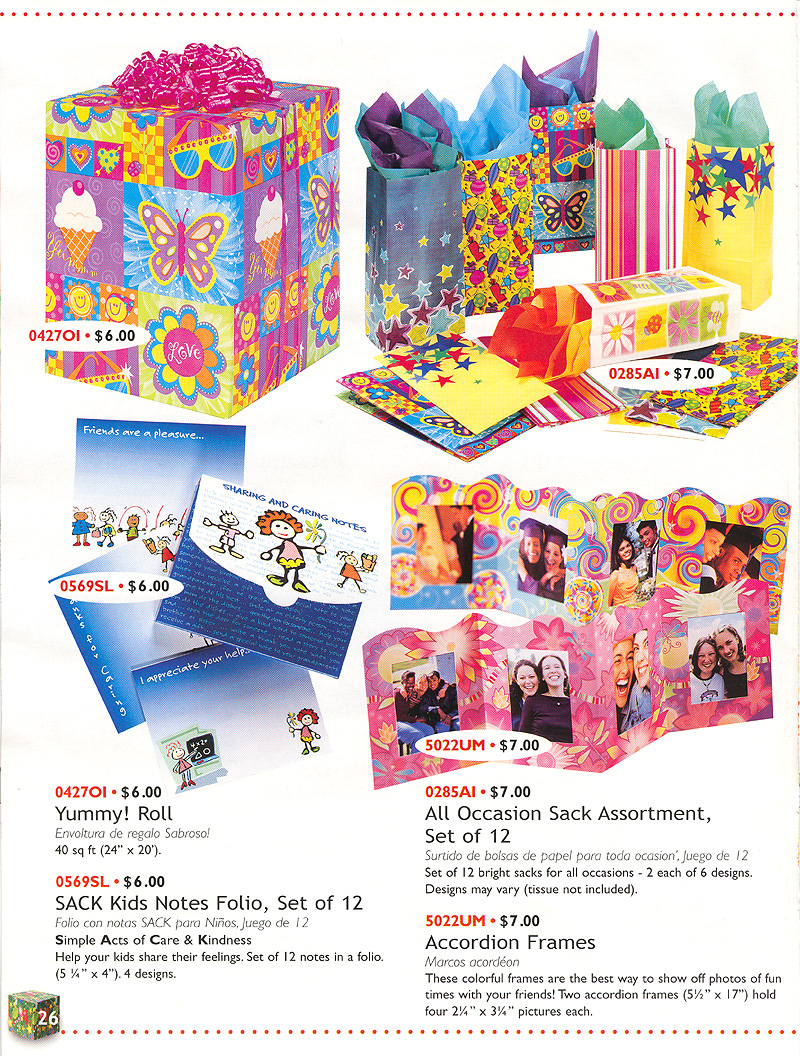 Yum
Yum
Love
Love
0427OI • $6.00
0285AI • $7.00
Friends are a pleasure...
SHARING AND CARING NOTES
0569SL • $6.00
Thanks for Caring
I appreciate your help...
5022UM • $7.00
0427OI • $6.00
Yummy! Roll
Envoltura de regalo Sabroso!
40 sq ft (24” x 20’).
0569SL • $6.00
SACK Kids Notes Folio, Set of 12
Folio con notas SACK para Niños, Juego de 12
Simple Acts of Care & Kindness
Help your kids share their feelings. Set of 12 notes in a folio.
(5 ¼” x 4”). 4 designs.
0285AI • $7.00
All Occasion Sack Assortment,
Set of 12
Surtido de bolsas de papel para toda ocasion’, Juego de 12
Set of 12 bright sacks for all occasions - 2 each of 6 designs.
Designs may vary (tissue not included).
5022UM • $7.00
Accordion Frames
Marcos acordéon
These colorful frames are the best way to show off photos of fun
times with your friends! Two accordion frames (5½” x 17”) hold
four 2¼” x 3¼” pictures each.
26